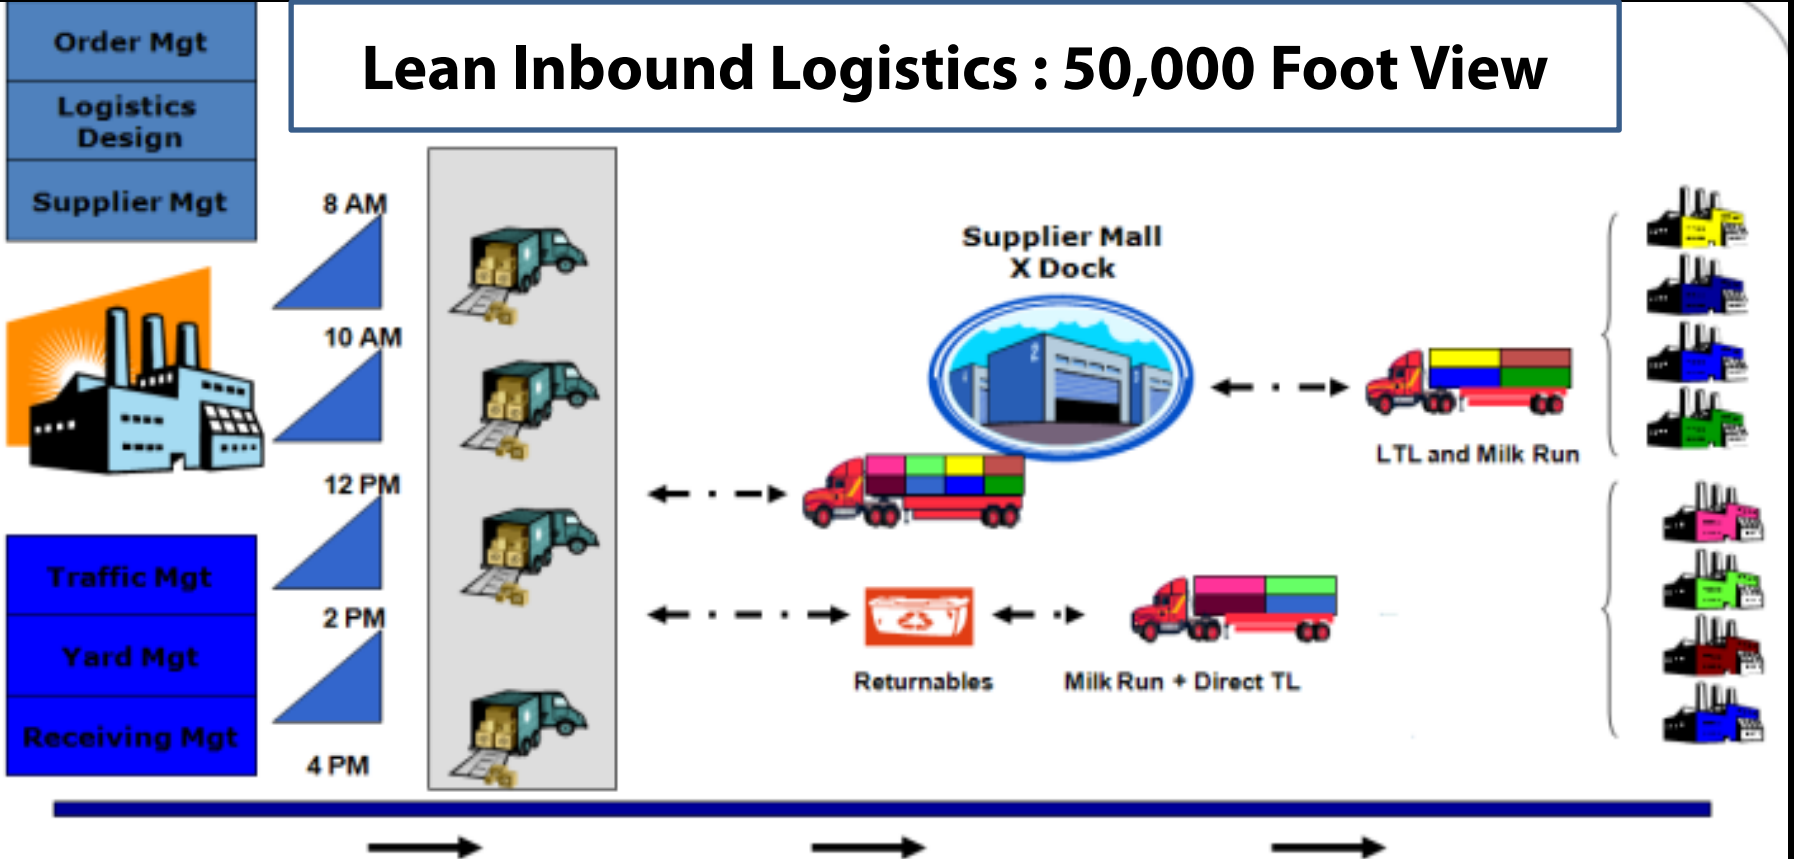 Lean Inbound Logistics : 50,000 Foot View
Order Mgt
Logistics
Design
Supplier Mgt
8 AM
10 AM
12 PM
2 PM
4 PM
Traffic Mgt
Yard Mgt
Receiving Mgt
Supplier Mall
X Dock
LTL and Milk Run
Returnables
Milk Run + Direct TL